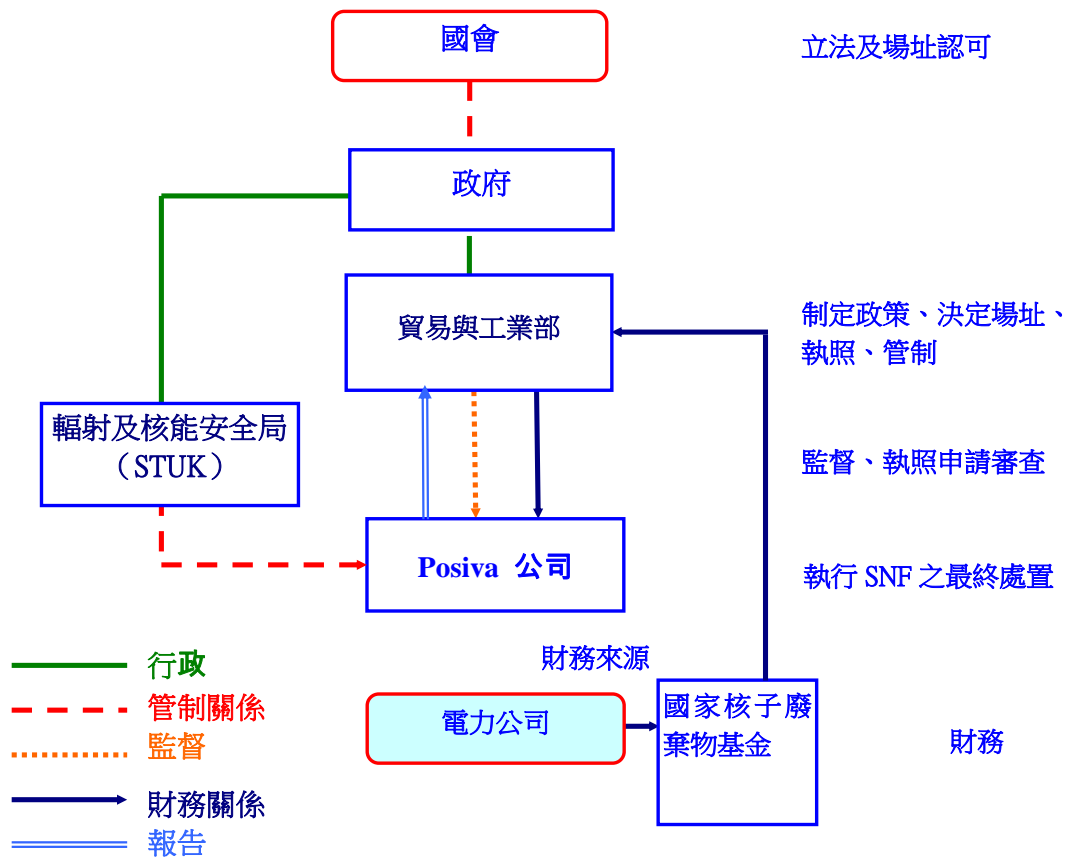 國會
立法及場址認可
政府
貿易與工業部
制定政策、決定場址、
執照、管制
輻射及核能安全局
（STUK）
監督、執照申請審查
Posiva 公司
執行 SNF 之最終處置
財務來源
電力公司
國家核子廢
棄物基金
財務
行政
管制關係
監督
財務關係
報告